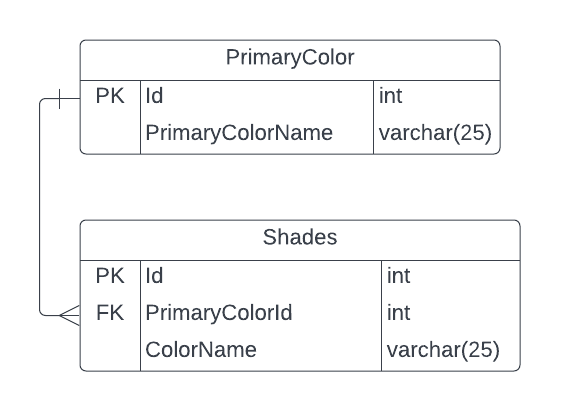 PrimaryColor
PK Id int
PrimaryColorName varchar(25)
Shades
PK Id int
FK PrimaryColorId int
ColorName varchar(25)